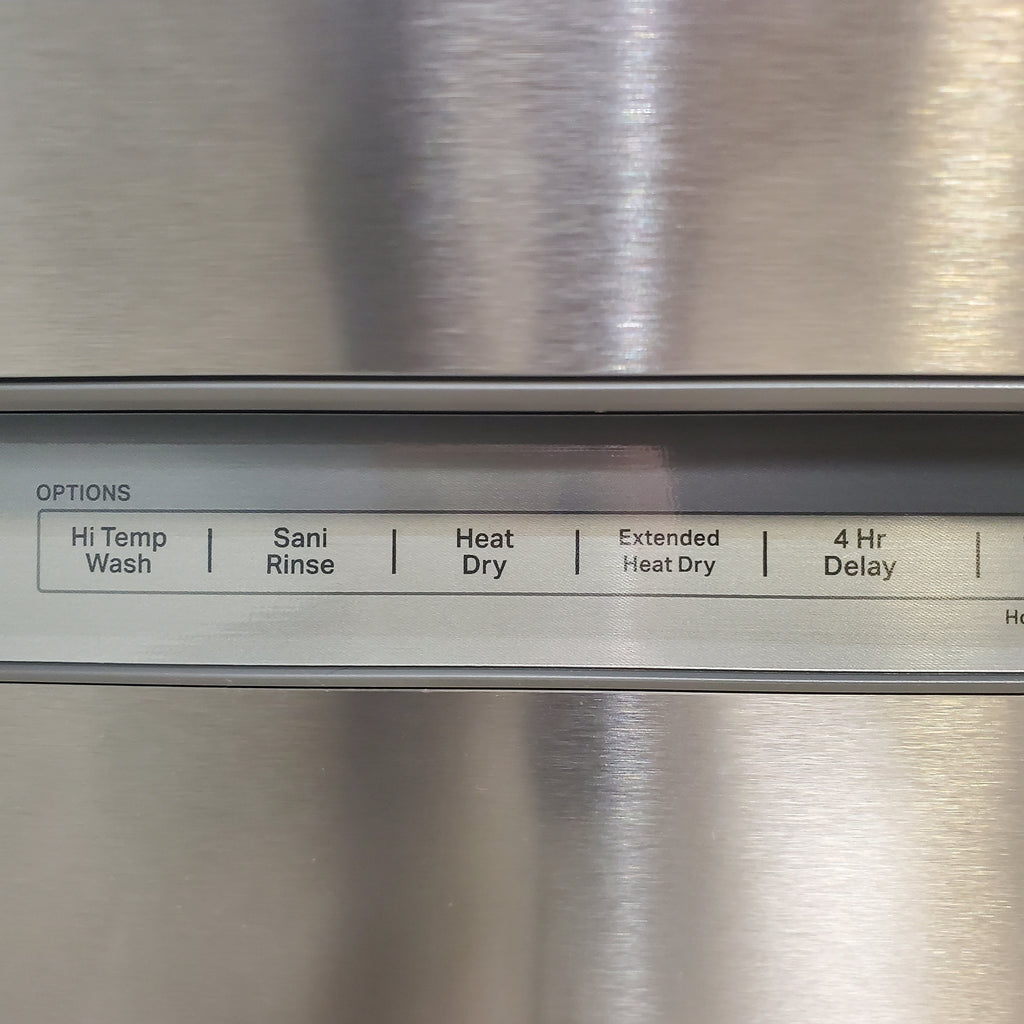 OPTIONS
Hi Temp
Wash
Sani
Rinse
Heat
Dry
Extended
Heat Dry
4 Hr
Delay